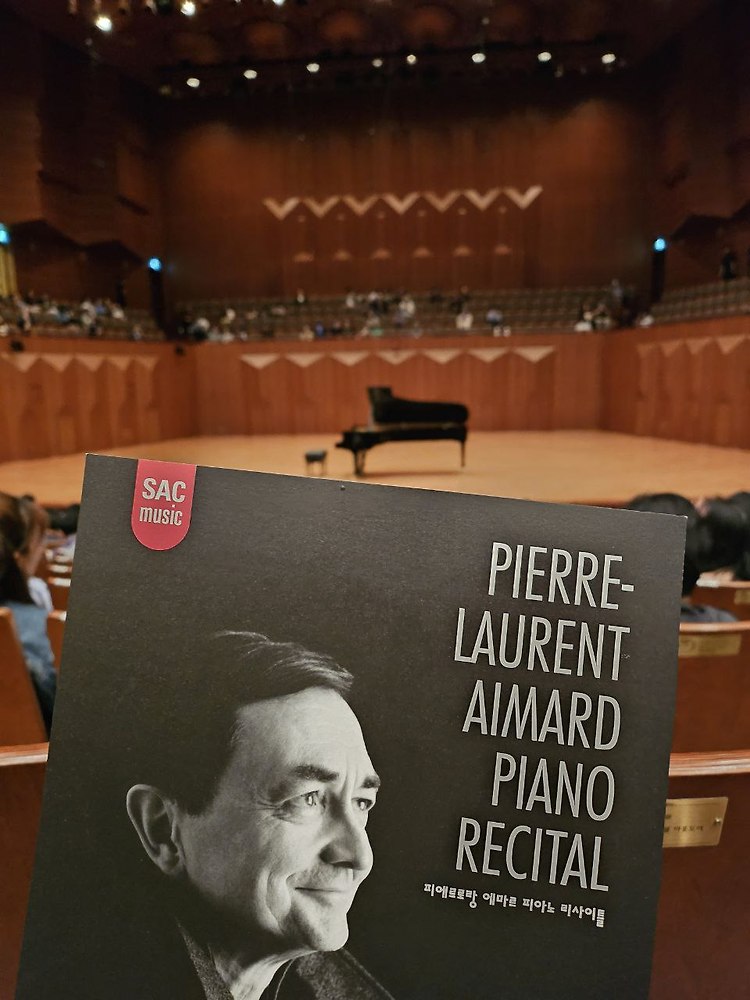 SAC
music
PIERRE-
LAURENT
AIMARD
PIANO
RECITAL
피에르로랑 에마르 피아노 리사이틀